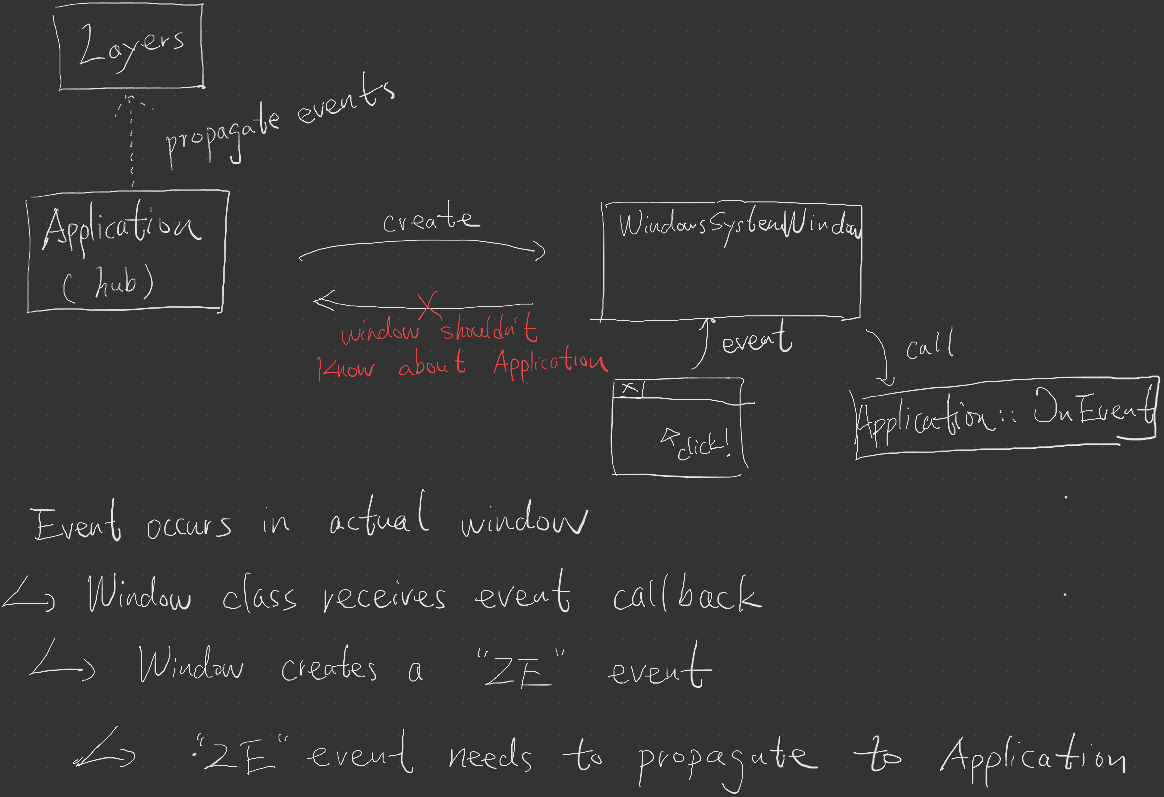 Layers
propagate events
Application
(hub)
create
WindowsSystemWindow
window shouldn't
Know about Application
event
call
click!
Application:: OnEvent
Event occurs in actual window
Window class receives event callback
Window creates a "ZE" event
"ZE" event needs to propagate to Application